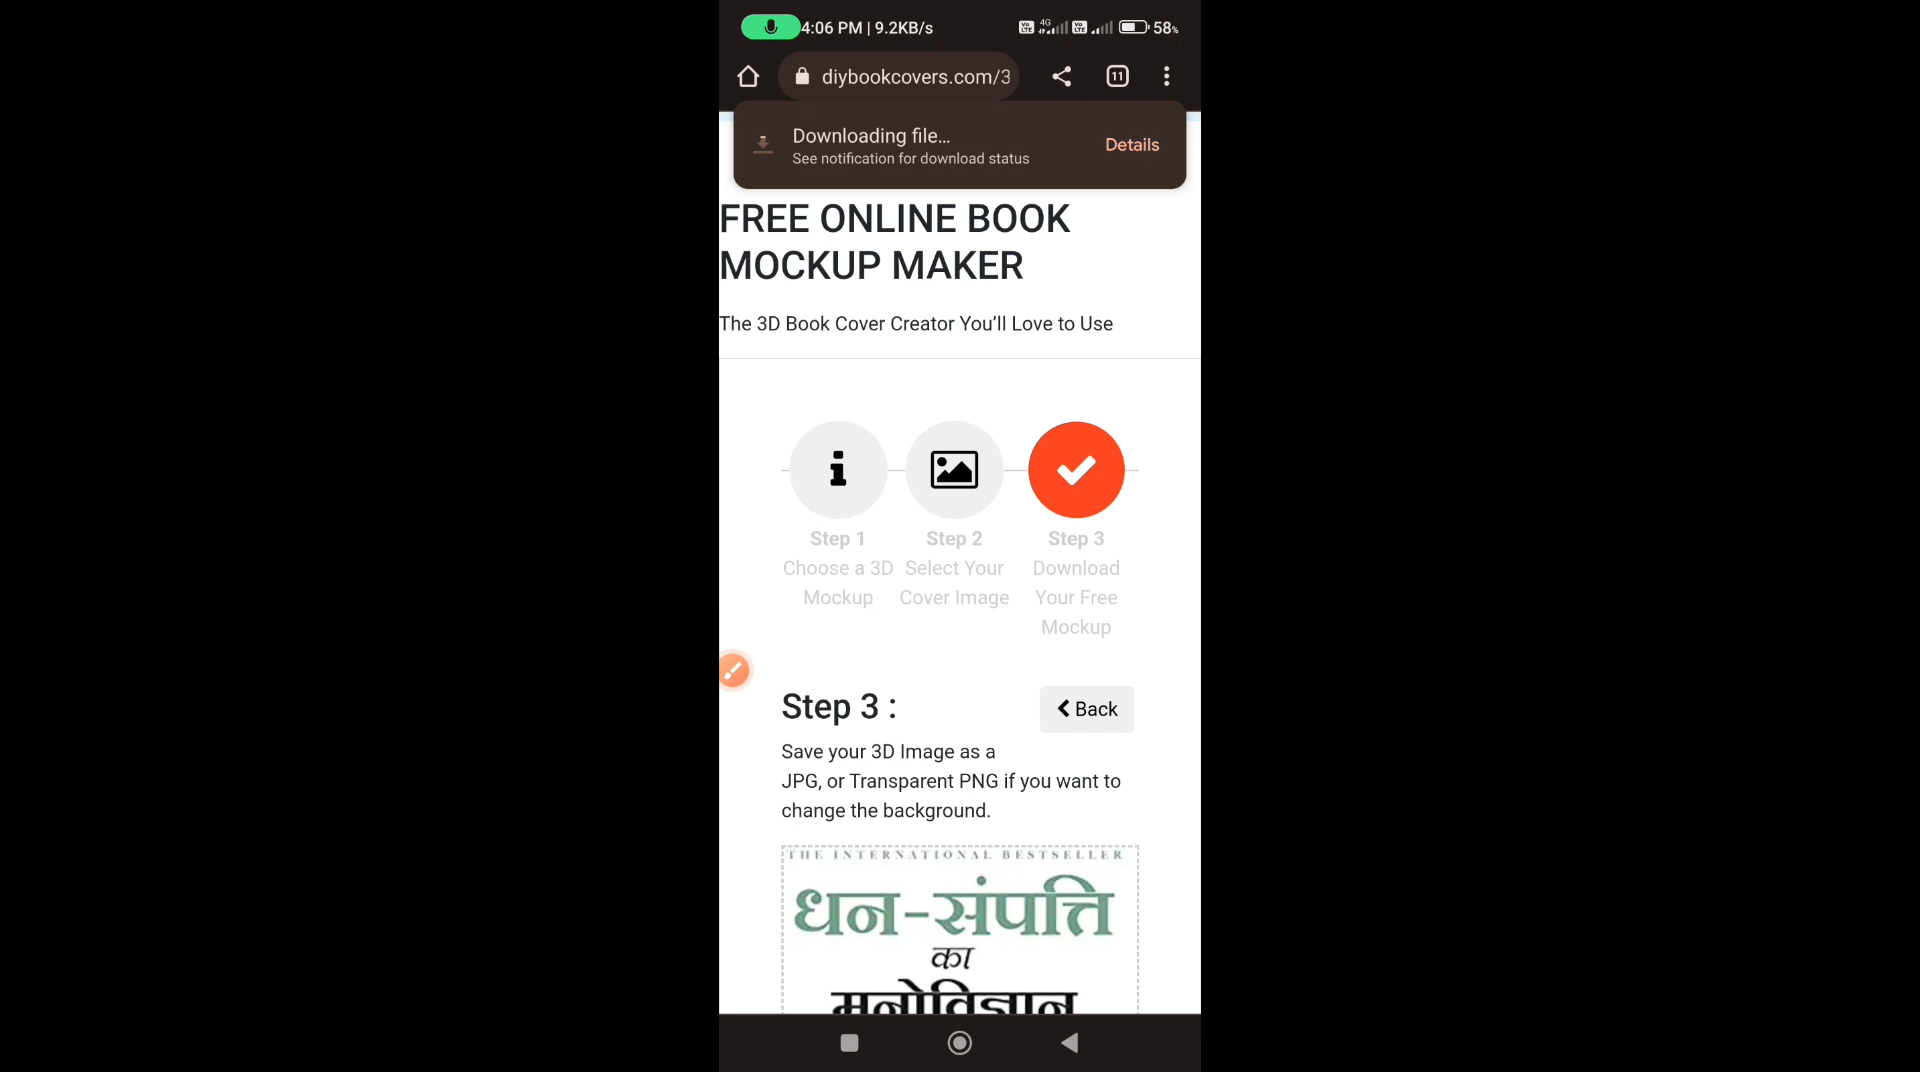 4:06 PM | 9.2KB/s 4G 58%
diybookcovers.com/3 11
Downloading file...
See notification for download status
Details
FREE ONLINE BOOK
MOCKUP MAKER
The 3D Book Cover Creator You'll Love to Use
Step 1
Choose a 3D
Mockup
Step 2
Select Your
Cover Image
Step 3
Download
Your Free
Mockup
Step 3 :
Back
Save your 3D Image as a
JPG, or Transparent PNG if you want to
change the background.
THE INTERNATIONAL BESTSELLER
धन-संपत्ति
का
मनोविज्ञान